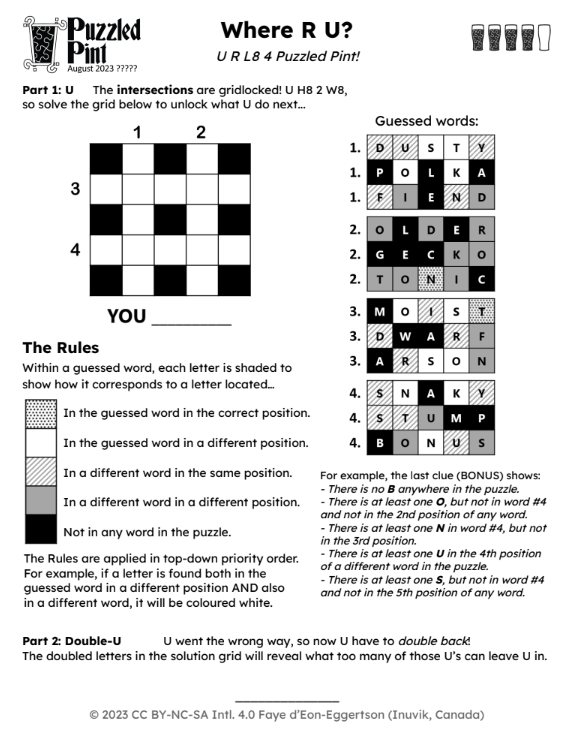 Puzzled
Pint
August 2023 ?????
Where R U?
U R L8 4 Puzzled Pint!
Part 1: U The intersections are gridlocked! U H8 2 W8,
so solve the grid below to unlock what U do next...
1 2
3
4
YOU __________
Guessed words:
1. D U S T Y
1. P O L K A
1. F I E N D
2. O L D E R
2. G E C K O
2. T O N I C
3. M O I S T
3. D W A R F
3. A R S O N
4. S N A K Y
4. S T U M P
4. B O N U S
The Rules
Within a guessed word, each letter is shaded to
show how it corresponds to a letter located...
In the guessed word in the correct position.
In the guessed word in a different position.
In a different word in the same position.
In a different word in a different position.
Not in any word in the puzzle.
The Rules are applied in top-down priority order.
For example, if a letter is found both in the
guessed word in a different position AND also
in a different word, it will be coloured white.
For example, the last clue (BONUS) shows:
- There is no B anywhere in the puzzle.
- There is at least one O, but not in word #4
and not in the 2nd position of any word.
- There is at least one N in word #4, but not
in the 3rd position.
- There is at least one U in the 4th position
of a different word in the puzzle.
- There is at least one S, but not in word #4
and not in the 5th position of any word.
Part 2: Double-U U went the wrong way, so now U have to double back!
The doubled letters in the solution grid will reveal what too many of those U's can leave U in.
_______________
© 2023 CC BY-NC-SA Intl. 4.0 Faye d'Eon-Eggertson (Inuvik, Canada)